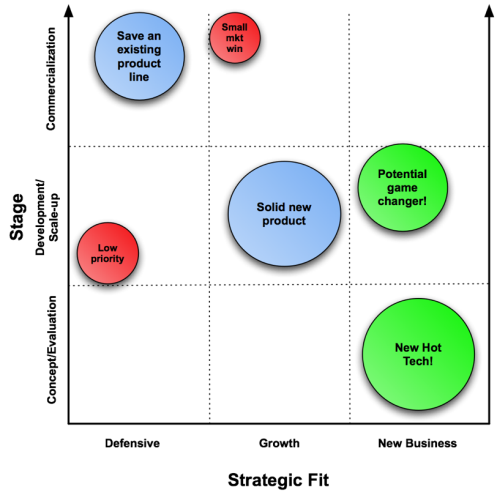 Commercialization
Save an
existing
product
line
Small
mkt
win
Stage
Development/
Scale-up
Low
priority
Solid new
product
Potential
game
changer!
Concept/Evaluation
New Hot
Tech!
Defensive
Growth
New Business
Strategic Fit